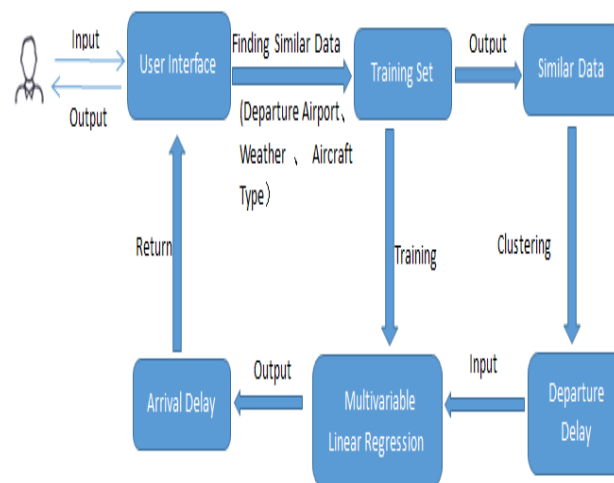 Input
Output
User Interface
Finding Similar Data
(Departure Airport、
Weather 、 Aircraft
Type）
Training Set
Output
Similar Data
Return
Training
Clustering
Arrival Delay
Output
Multivariable
Linear Regression
Input
Departure
Delay